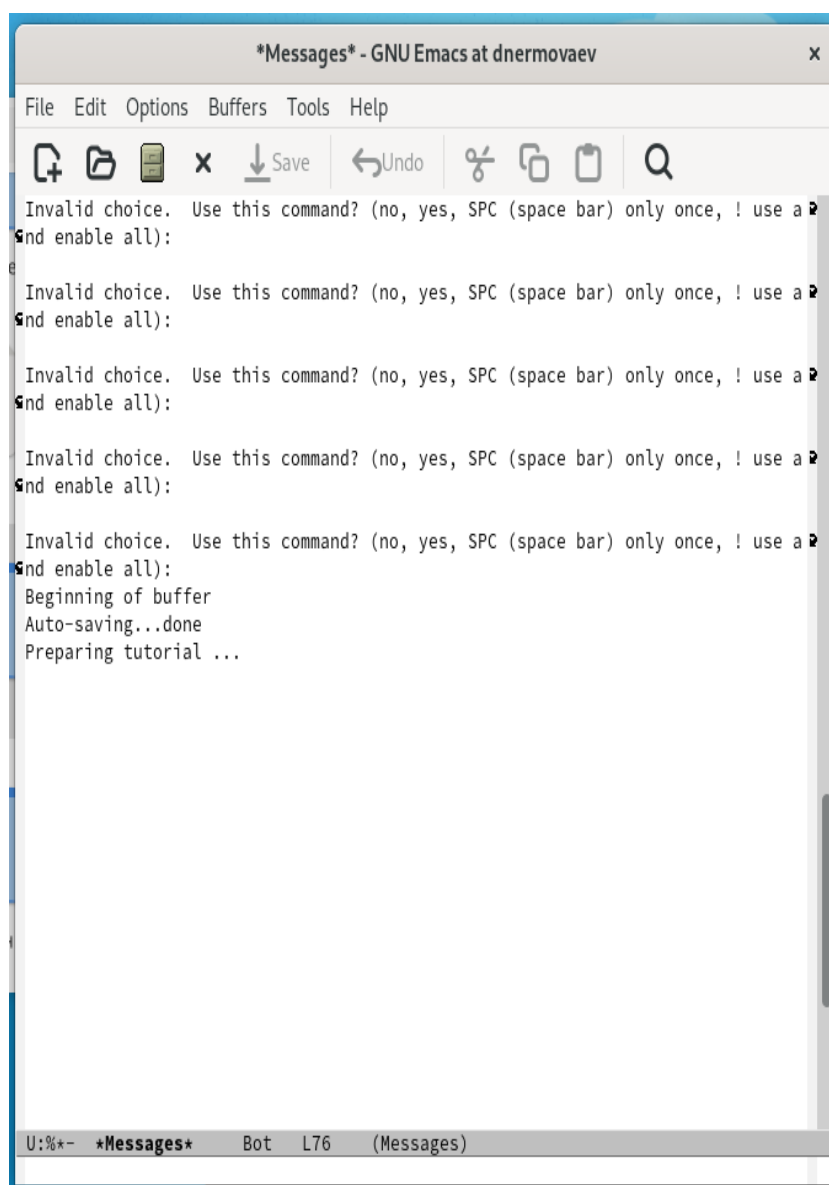 *Messages* - GNU Emacs at dnermovaev x
File Edit Options Buffers Tools Help
Save Undo
Invalid choice.  Use this command? (no, yes, SPC (space bar) only once, ! use a
nd enable all):
Invalid choice.  Use this command? (no, yes, SPC (space bar) only once, ! use a
nd enable all):
Invalid choice.  Use this command? (no, yes, SPC (space bar) only once, ! use a
nd enable all):
Invalid choice.  Use this command? (no, yes, SPC (space bar) only once, ! use a
nd enable all):
Invalid choice.  Use this command? (no, yes, SPC (space bar) only once, ! use a
nd enable all):
Beginning of buffer
Auto-saving...done
Preparing tutorial ...
U:%*-  *Messages*     Bot   L76    (Messages)